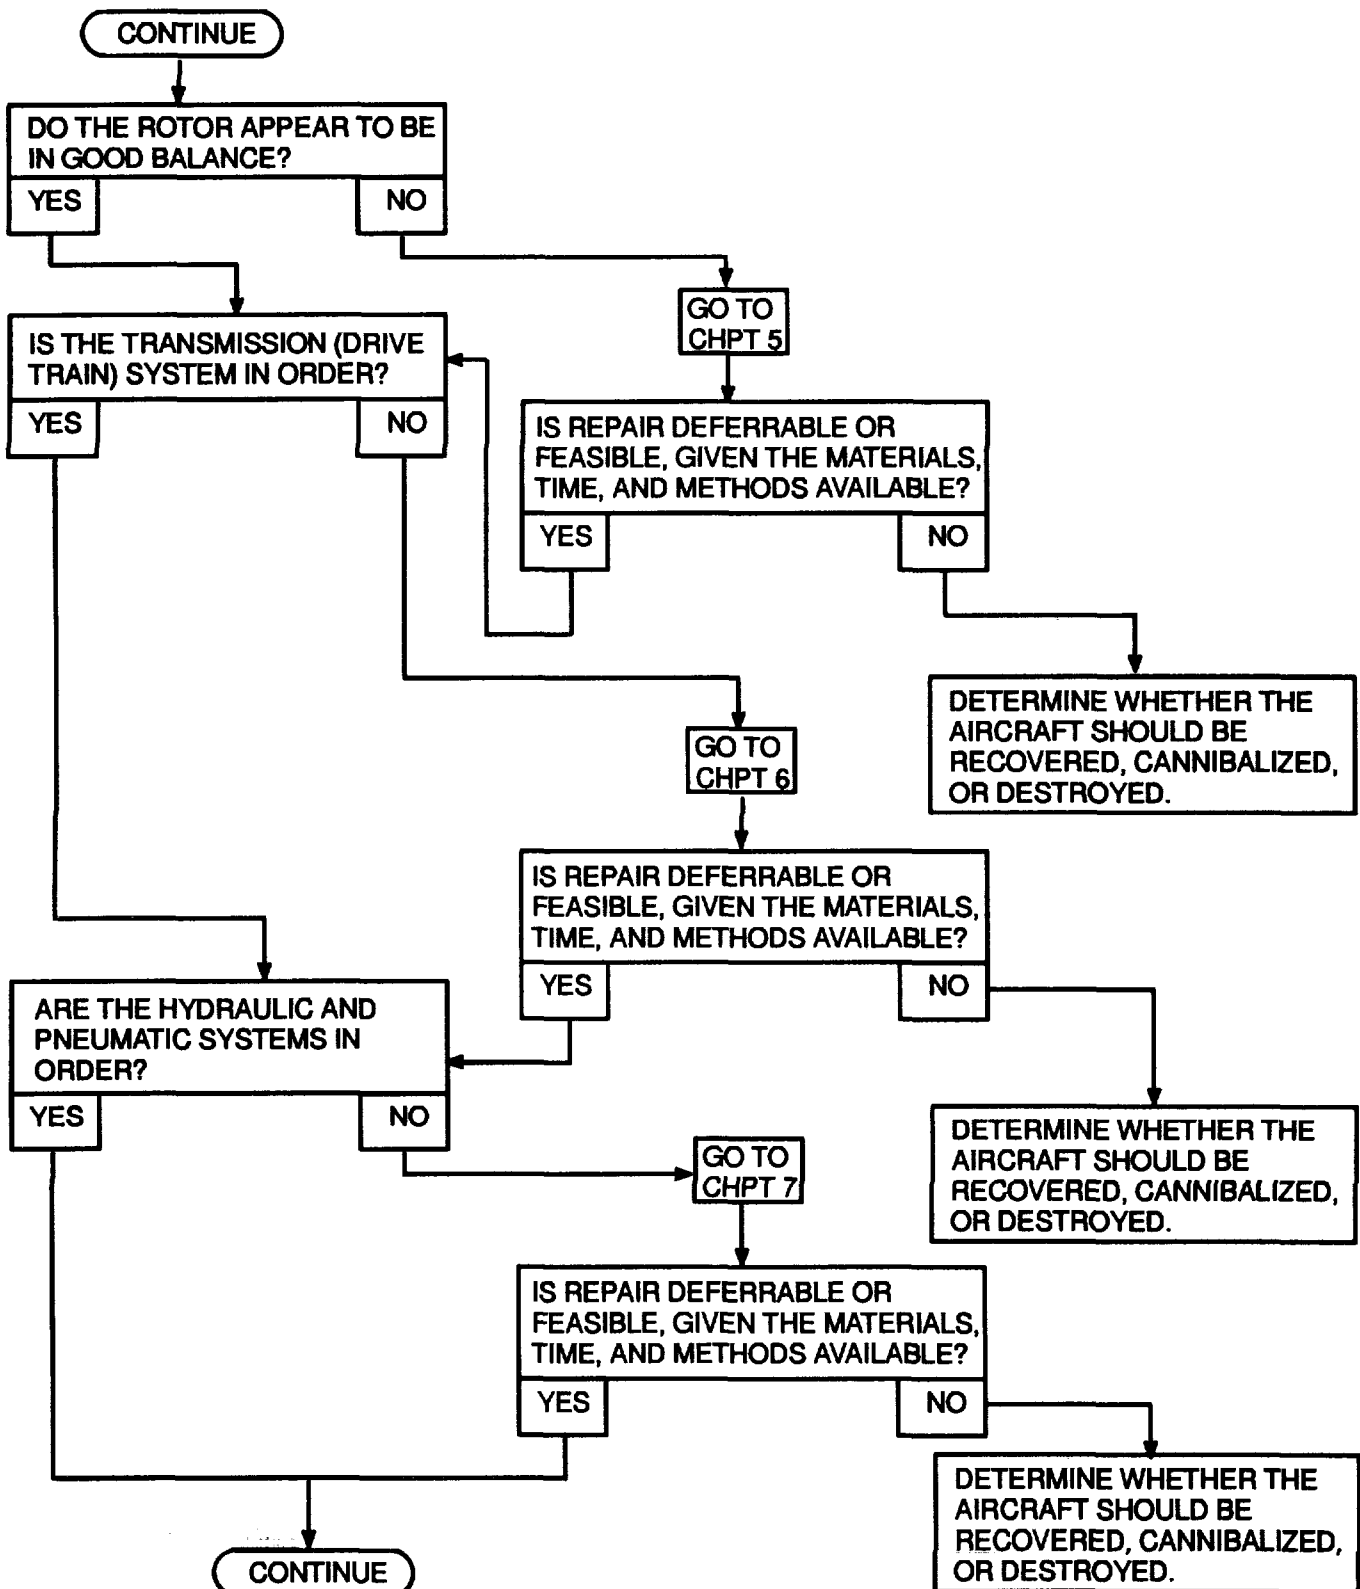 CONTINUE
DO THE ROTOR APPEAR TO BE
IN GOOD BALANCE?
YES
NO
GO TO
CHPT 5
IS THE TRANSMISSION (DRIVE
TRAIN) SYSTEM IN ORDER?
YES
NO
IS REPAIR DEFERRABLE OR
FEASIBLE, GIVEN THE MATERIALS,
TIME, AND METHODS AVAILABLE?
YES
NO
DETERMINE WHETHER THE
AIRCRAFT SHOULD BE
RECOVERED, CANNIBALIZED,
OR DESTROYED.
GO TO
CHPT 6
IS REPAIR DEFERRABLE OR
FEASIBLE, GIVEN THE MATERIALS,
TIME, AND METHODS AVAILABLE?
YES
NO
ARE THE HYDRAULIC AND
PNEUMATIC SYSTEMS IN
ORDER?
YES
NO
DETERMINE WHETHER THE
AIRCRAFT SHOULD BE
RECOVERED, CANNIBALIZED,
OR DESTROYED.
GO TO
CHPT 7
IS REPAIR DEFERRABLE OR
FEASIBLE, GIVEN THE MATERIALS,
TIME, AND METHODS AVAILABLE?
YES
NO
DETERMINE WHETHER THE
AIRCRAFT SHOULD BE
RECOVERED, CANNIBALIZED,
OR DESTROYED.
CONTINUE